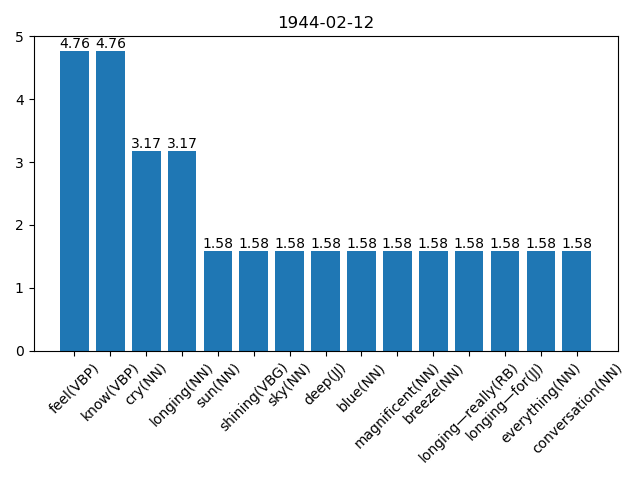 1944-02-12
5
4
3
2
1
0
4.76 4.76 3.17 3.17 1.58 1.58 1.58 1.58 1.58 1.58 1.58 1.58 1.58 1.58 1.58
feel(VBP)
know(VBP)
cry(NN)
longing(NN)
sun(NN)
shining(VBG)
sky(NN)
deep(JJ)
blue(NN)
magnificent(NN)
breeze(NN)
longing—really(RB)
longing—for(JJ)
everything(NN)
conversation(NN)